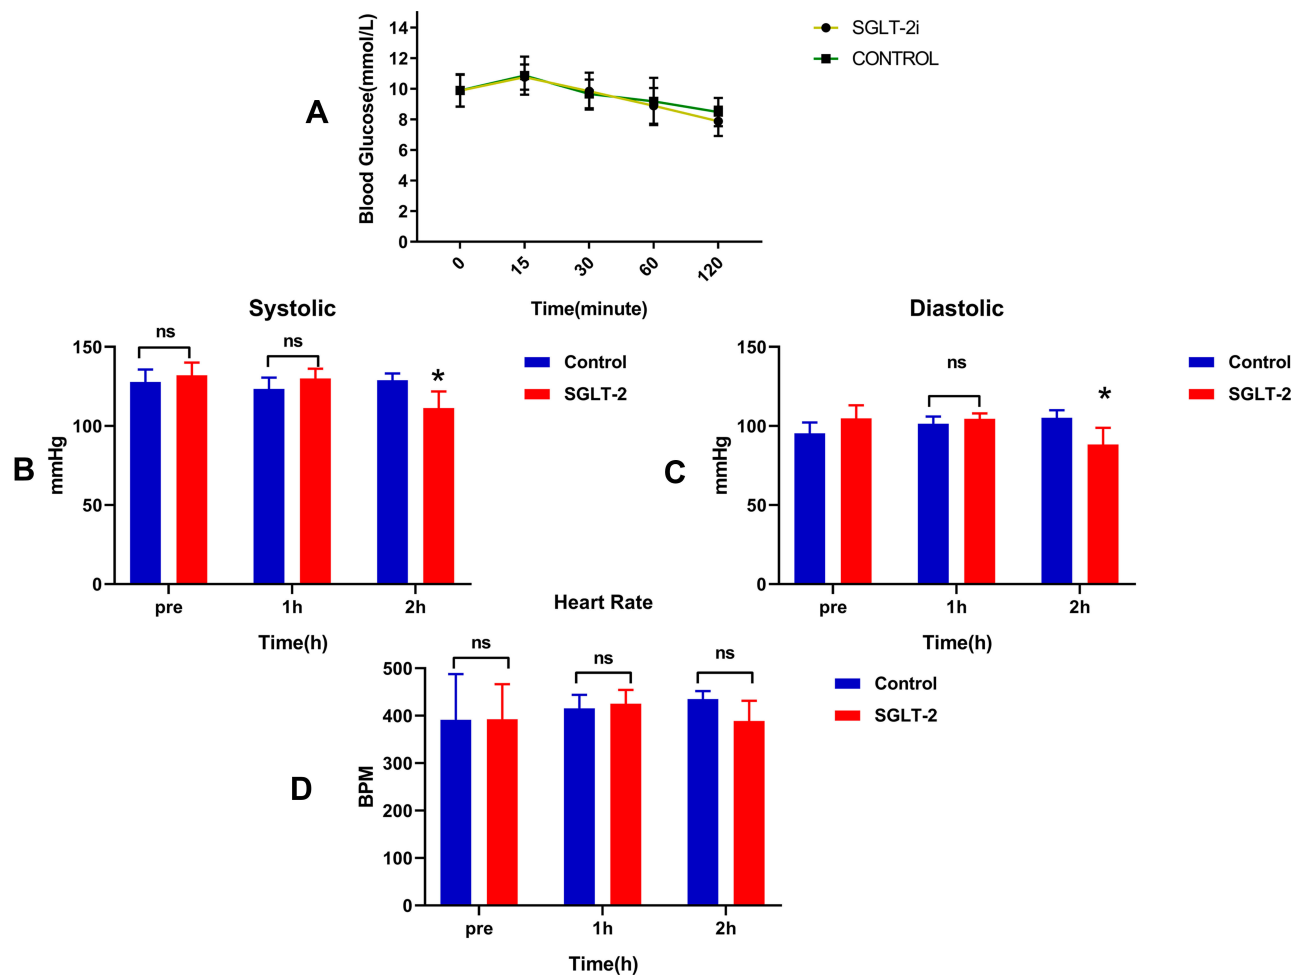 A
Blood Glucose(mmol/L)
14
12
10
8
6
4
2
0
0
15
30
60
120
Time(minute)
SGLT-2i
CONTROL
B
Systolic
mmHg
150
100
50
0
ns
ns
*
pre
1h
2h
Time(h)
Control
SGLT-2
C
Diastolic
mmHg
150
100
50
0
ns
*
pre
1h
2h
Time(h)
Control
SGLT-2
D
Heart Rate
BPM
500
400
300
200
100
0
ns
ns
ns
pre
1h
2h
Time(h)
Control
SGLT-2